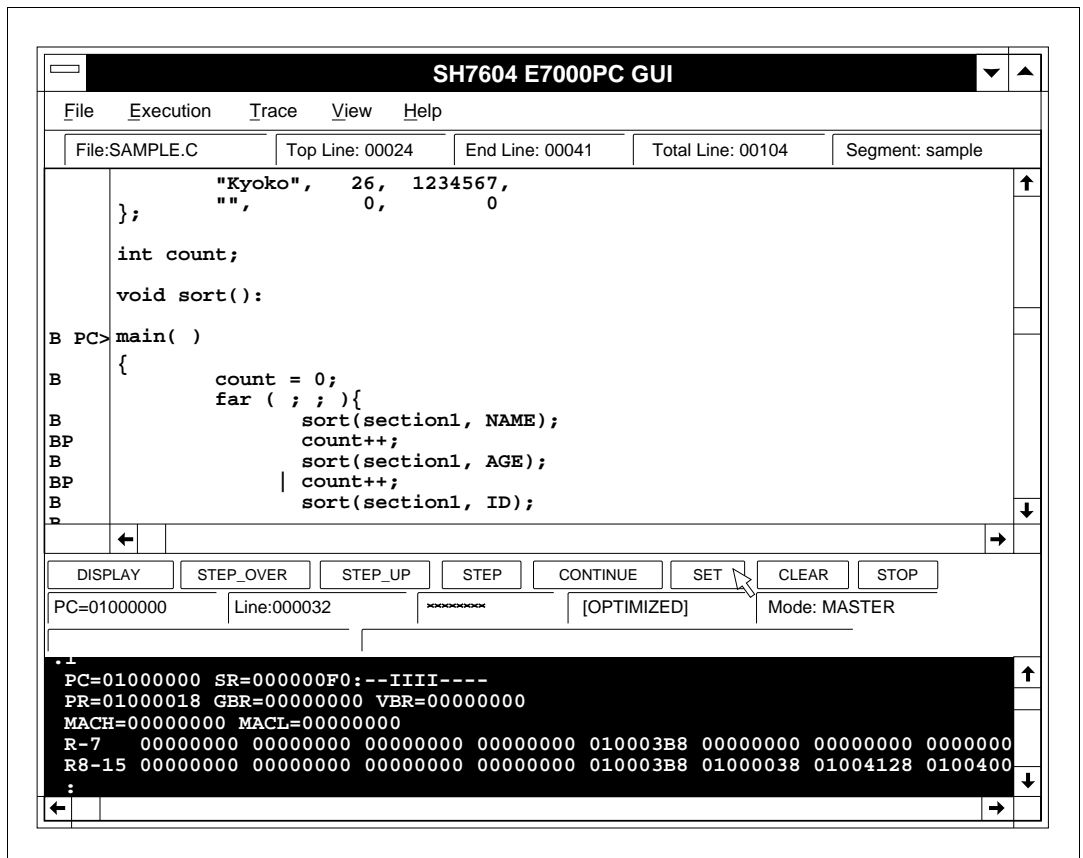 SH7604 E7000PC GUI
File Execution Trace View Help
File:SAMPLE.C Top Line: 00024 End Line: 00041 Total Line: 00104 Segment: sample
"Kyoko", 26, 1234567,
"", 0, 0
};
int count;
void sort():
B PC> main( )
{
B count = 0;
far ( ; ; ){
B sort(section1, NAME);
BP count++;
B sort(section1, AGE);
BP | count++;
B sort(section1, ID);
B
DISPLAY STEP_OVER STEP_UP STEP CONTINUE SET CLEAR STOP
PC=01000000 Line:000032 ******** [OPTIMIZED] Mode: MASTER
PC=01000000 SR=000000F0:--IIII----
PR=01000018 GBR=00000000 VBR=00000000
MACH=00000000 MACL=00000000
R-7 00000000 00000000 00000000 00000000 010003B8 00000000 00000000 0000000
R8-15 00000000 00000000 00000000 00000000 010003B8 01000038 01004128 0100400
: